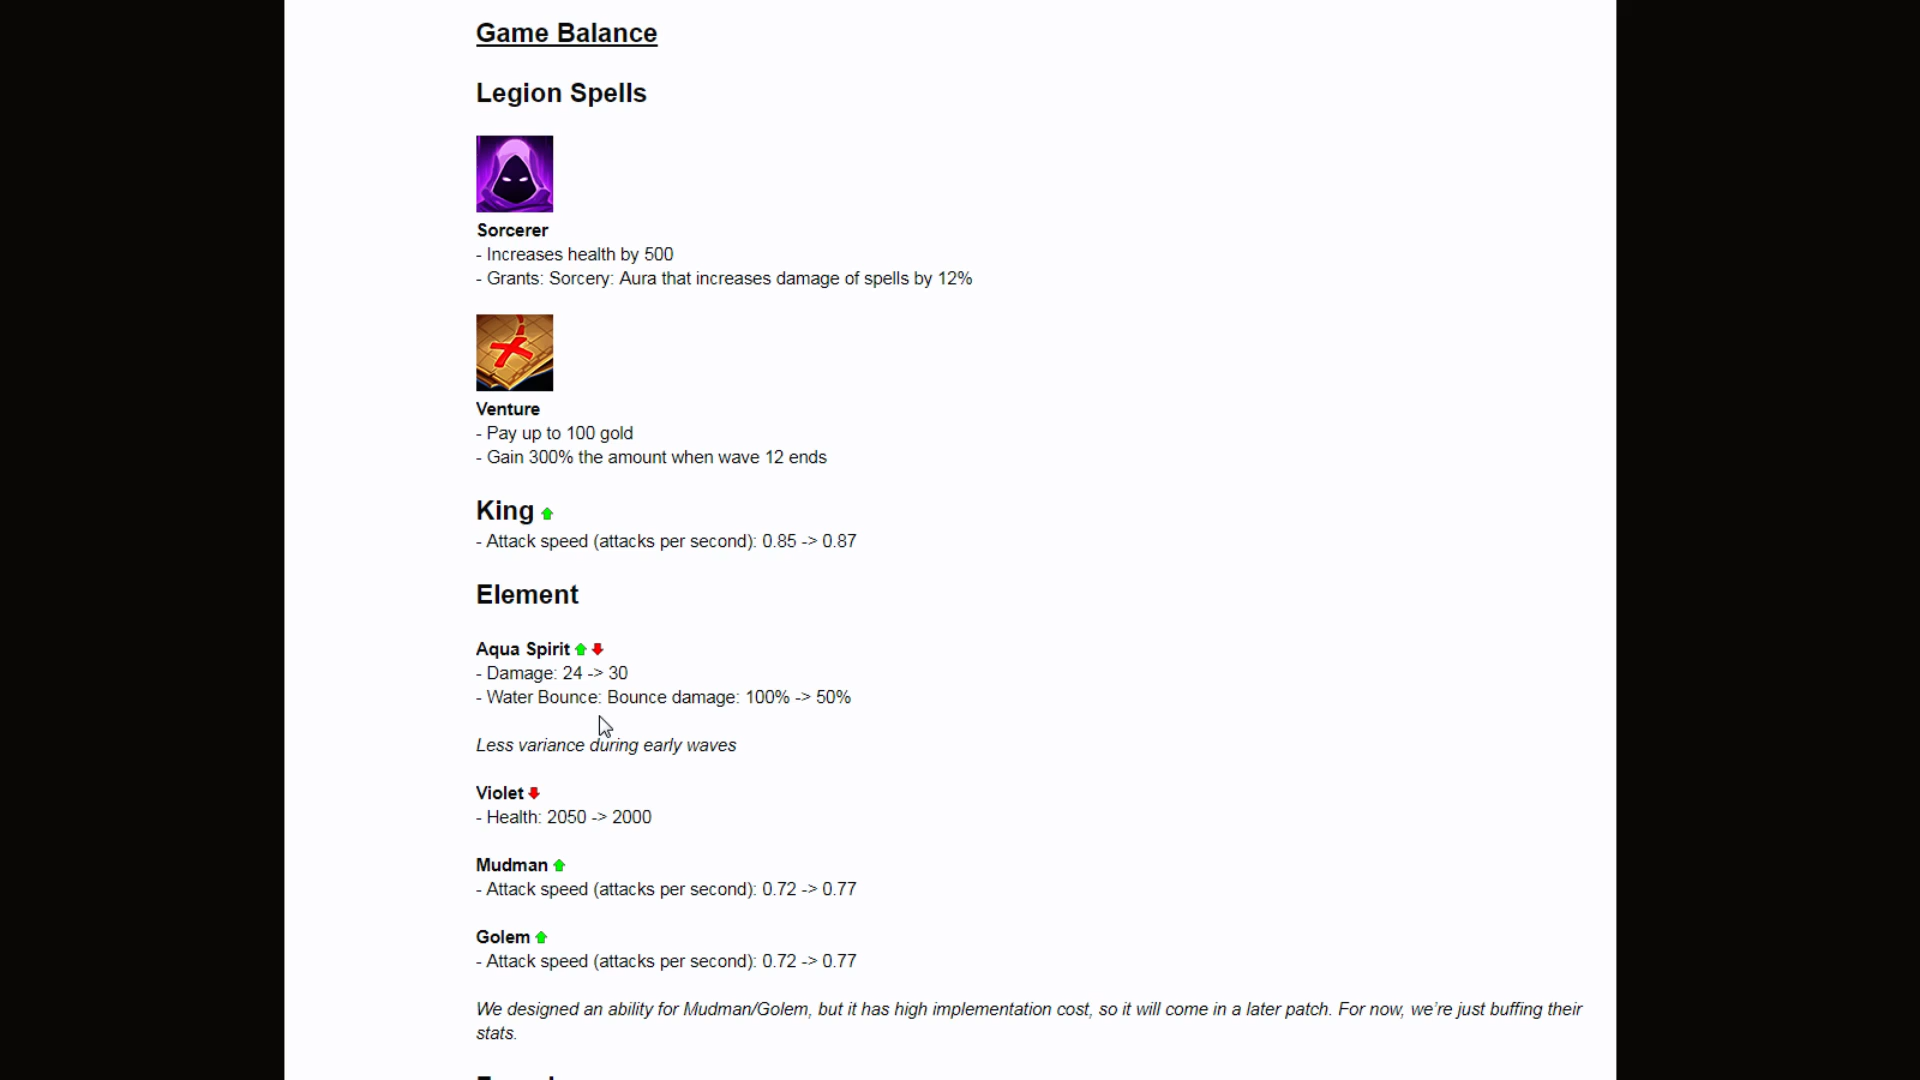 Game Balance
Legion Spells
Sorcerer
- Increases health by 500
- Grants: Sorcery: Aura that increases damage of spells by 12%
Venture
- Pay up to 100 gold
- Gain 300% the amount when wave 12 ends
King
- Attack speed (attacks per second): 0.85 -> 0.87
Element
Aqua Spirit
- Damage: 24 -> 30
- Water Bounce: Bounce damage: 100% -> 50%
Less variance during early waves
Violet
- Health: 2050 -> 2000
Mudman
- Attack speed (attacks per second): 0.72 -> 0.77
Golem
- Attack speed (attacks per second): 0.72 -> 0.77
We designed an ability for Mudman/Golem, but it has high implementation cost, so it will come in a later patch. For now, we’re just buffing their
stats.